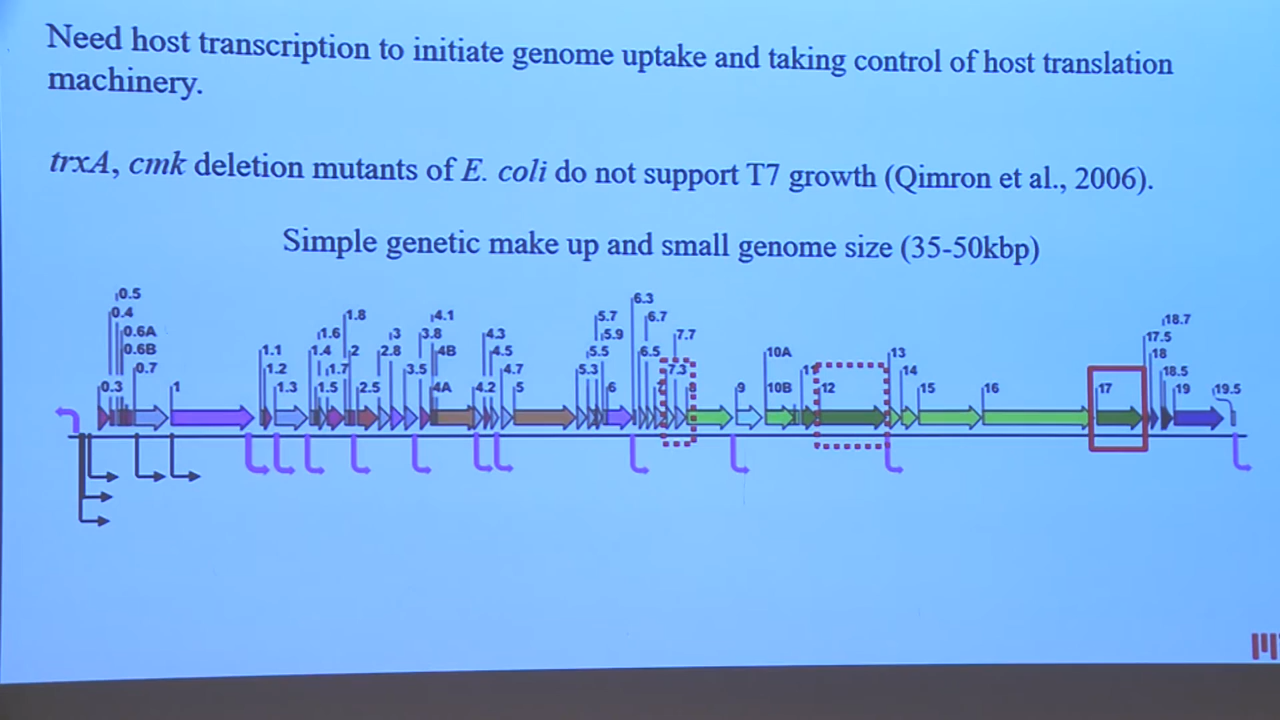 Need host transcription to initiate genome uptake and taking control of host translation
machinery.
trxA, cmk deletion mutants of E. coli do not support T7 growth (Qimron et al., 2006).
Simple genetic make up and small genome size (35-50kbp)
0.5 6.3
0.4 1.8 4.1 5.7 6.7 18.7
0.6A 1.6 3 3.8 4.3 5.9 7.7 17.5
0.6B 1.1 1.4 2 2.8 4B 4.5 5.5 6.5 10A 13 18
0.7 1.2 1.7 3.5 4.7 5.3 7.3 14 18.5
0.3 1 1.3 1.5 2.5 4A 4.2 5 6 8 9 10B 12 15 16 17 19 19.5